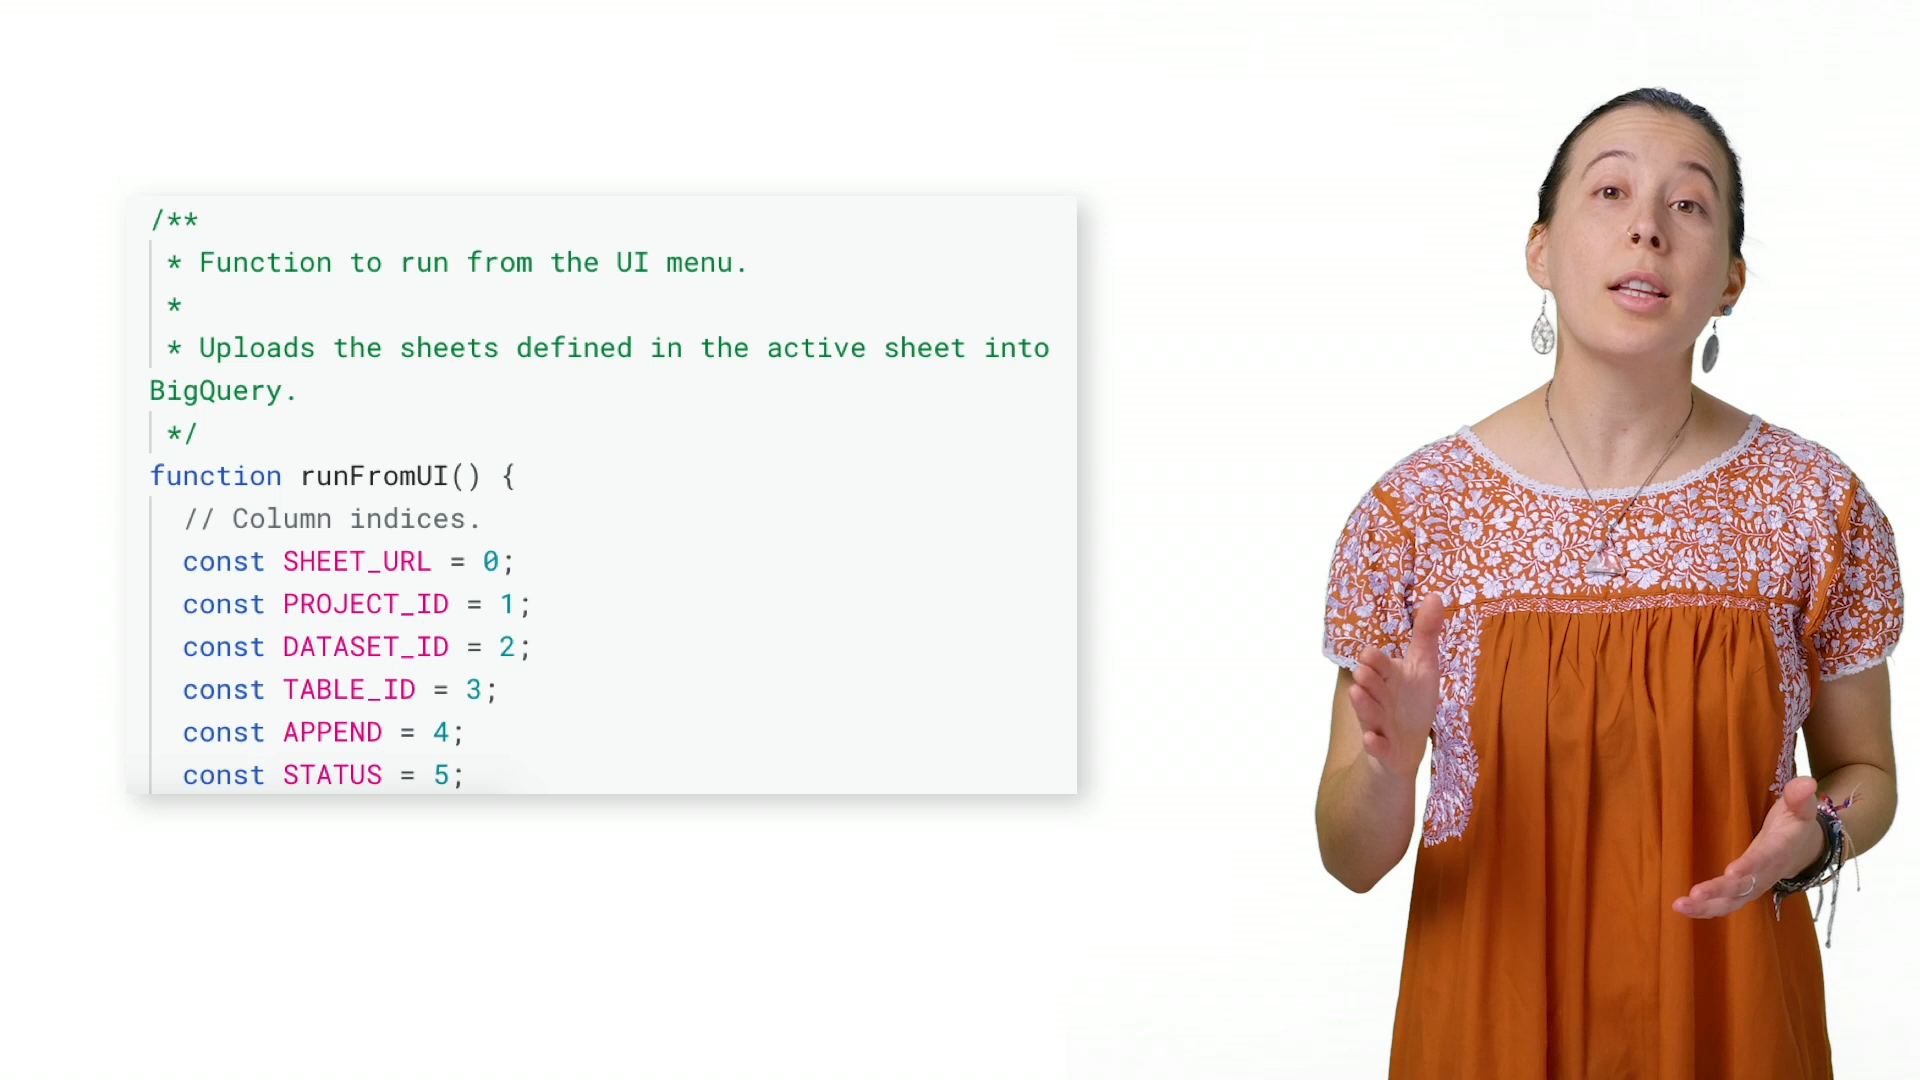 /**
* Function to run from the UI menu.
*
* Uploads the sheets defined in the active sheet into
BigQuery.
*/
function runFromUI() {
// Column indices.
const SHEET_URL = 0;
const PROJECT_ID = 1;
const DATASET_ID = 2;
const TABLE_ID = 3;
const APPEND = 4;
const STATUS = 5;